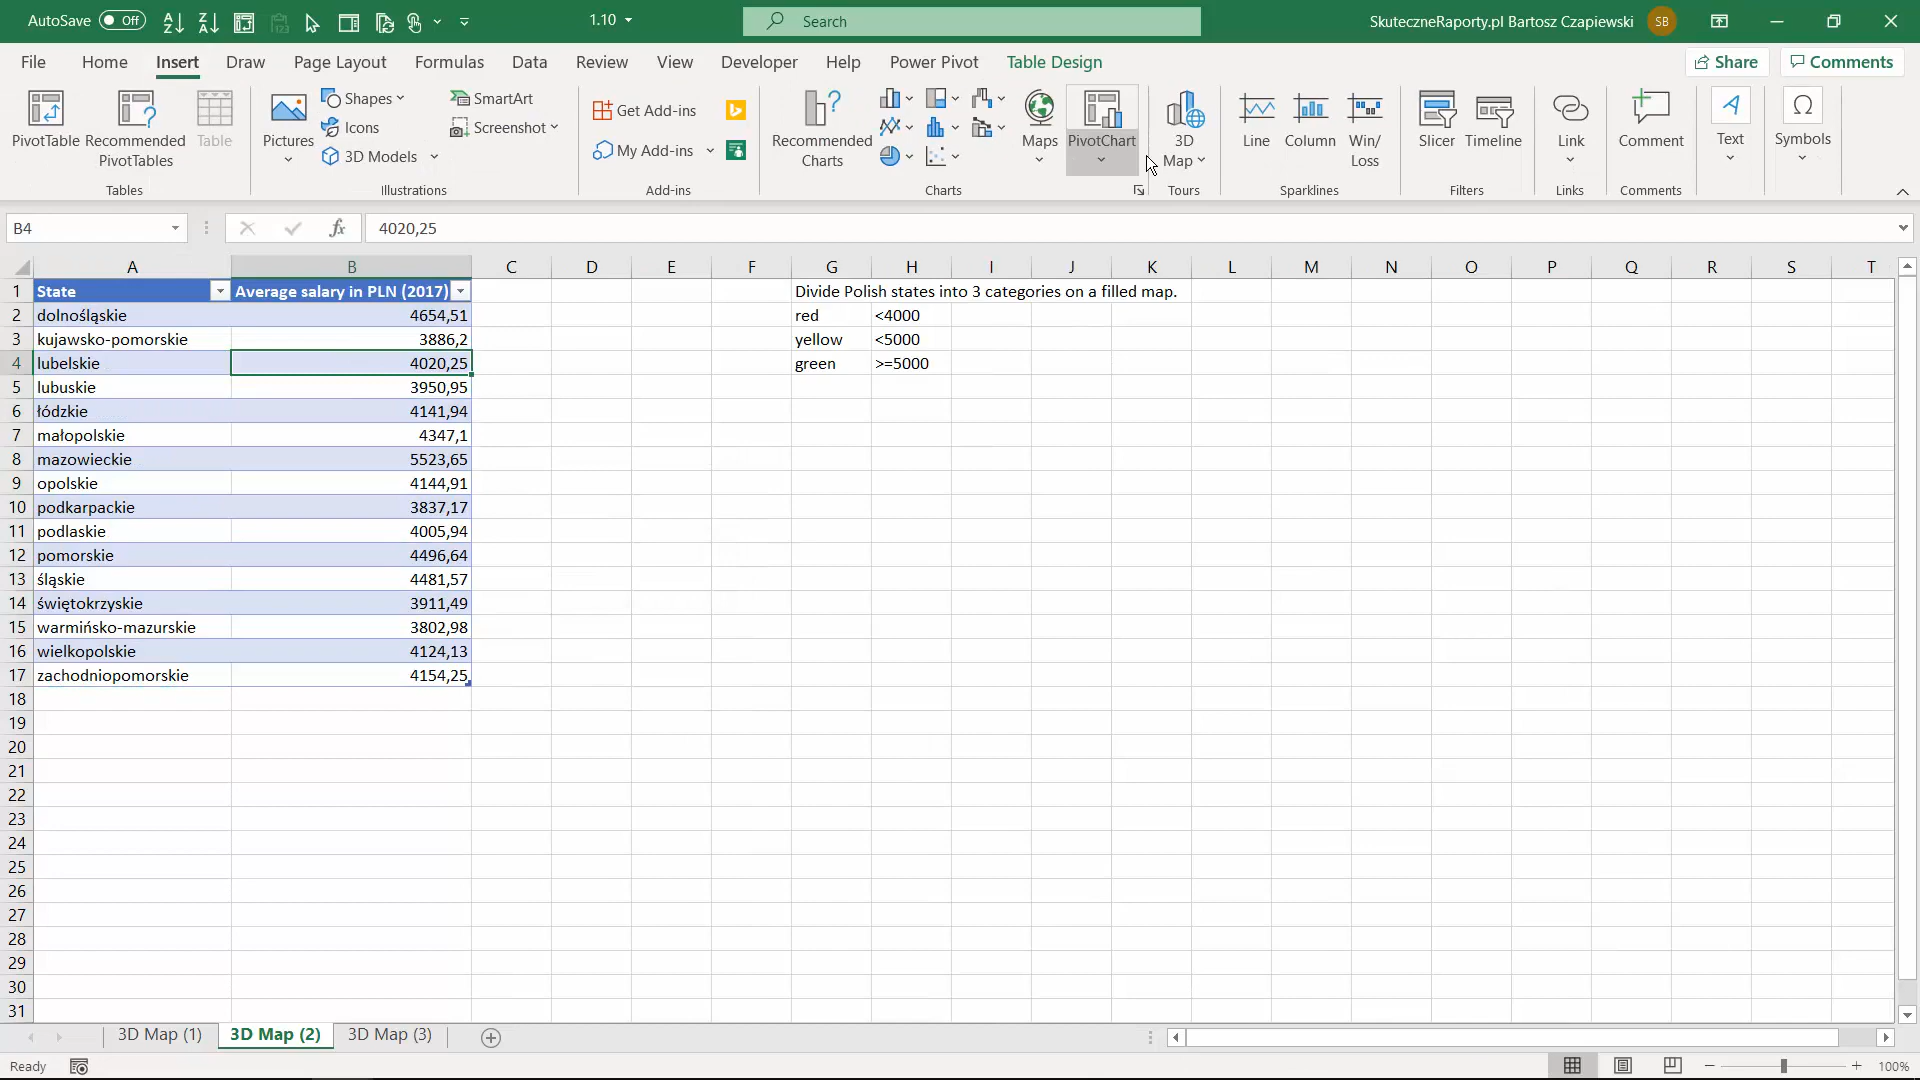 AutoSave Off
1.10
Search
SkuteczneRaporty.pl Bartosz Czapiewski SB
File Home Insert Draw Page Layout Formulas Data Review View Developer Help Power Pivot Table Design Share Comments
PivotTable
Recommended
PivotTables
Table
Tables
Pictures
Shapes
Icons
3D Models
SmartArt
Screenshot
Illustrations
Get Add-ins
My Add-ins
Add-ins
Recommended
Charts
Maps
PivotChart
Charts
3D
Map
Tours
Line
Column
Win/
Loss
Sparklines
Slicer
Timeline
Filters
Link
Links
Comment
Comments
Text
Symbols
B4
fx
4020,25
A B C D E F G H I J K L M N O P Q R S T
1 State Average salary in PLN (2017) Divide Polish states into 3 categories on a filled map.
2 dolnośląskie 4654,51 red <4000
3 kujawsko-pomorskie 3886,2 yellow <5000
4 lubelskie 4020,25 green >=5000
5 lubuskie 3950,95
6 łódzkie 4141,94
7 małopolskie 4347,1
8 mazowieckie 5523,65
9 opolskie 4144,91
10 podkarpackie 3837,17
11 podlaskie 4005,94
12 pomorskie 4496,64
13 śląskie 4481,57
14 świętokrzyskie 3911,49
15 warmińsko-mazurskie 3802,98
16 wielkopolskie 4124,13
17 zachodniopomorskie 4154,25
18
19
20
21
22
23
24
25
26
27
28
29
30
31
3D Map (1) 3D Map (2) 3D Map (3)
Ready
100%